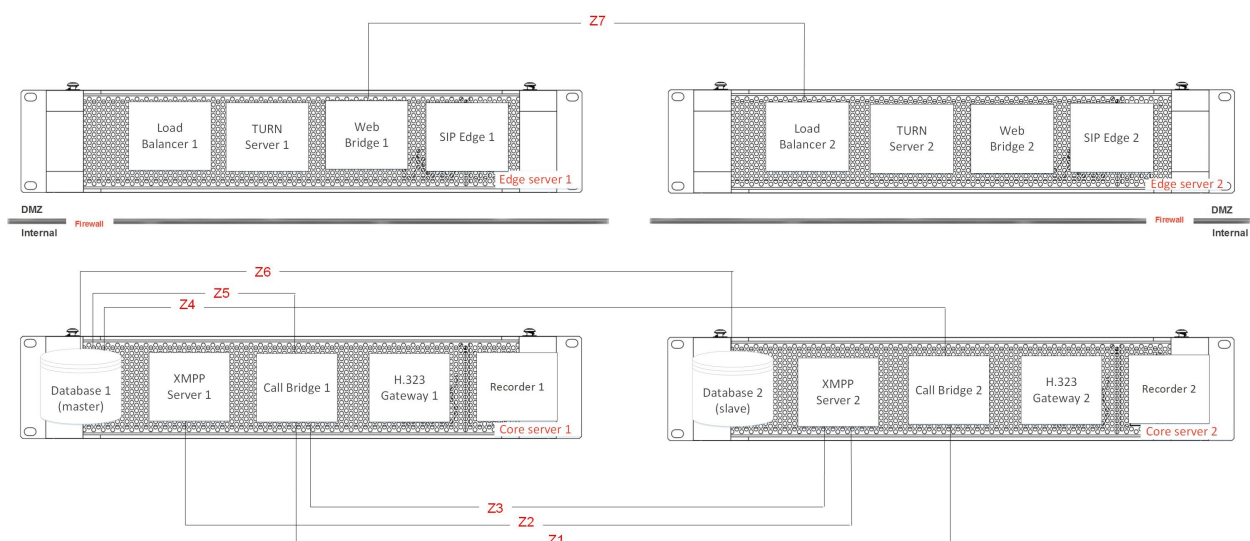 Z7
Load
Balancer 1
TURN
Server 1
Web
Bridge 1
SIP Edge 1
Edge server 1
Load
Balancer 2
TURN
Server 2
Web
Bridge 2
SIP Edge 2
Edge server 2
DMZ
Firewall
Internal
Firewall
DMZ
Internal
Z6
Z5
Z4
Database 1
(master)
XMPP
Server 1
Call Bridge 1
H.323
Gateway 1
Recorder 1
Core server 1
Database 2
(slave)
XMPP
Server 2
Call Bridge 2
H.323
Gateway 2
Recorder 2
Core server 2
Z3
Z2
Z1